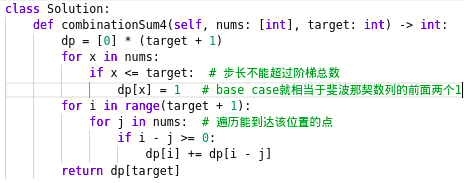 class Solution:
    def combinationSum4(self, nums: [int], target: int) -> int:
        dp = [0] * (target + 1)
        for x in nums:
            if x <= target:  # 步长不能超过阶梯总数
                dp[x] = 1  # base case就相当于斐波那契数列的前面两个1
        for i in range(target + 1):
            for j in nums:  # 遍历能到达该位置的点
                if i - j >= 0:
                    dp[i] += dp[i - j]
        return dp[target]